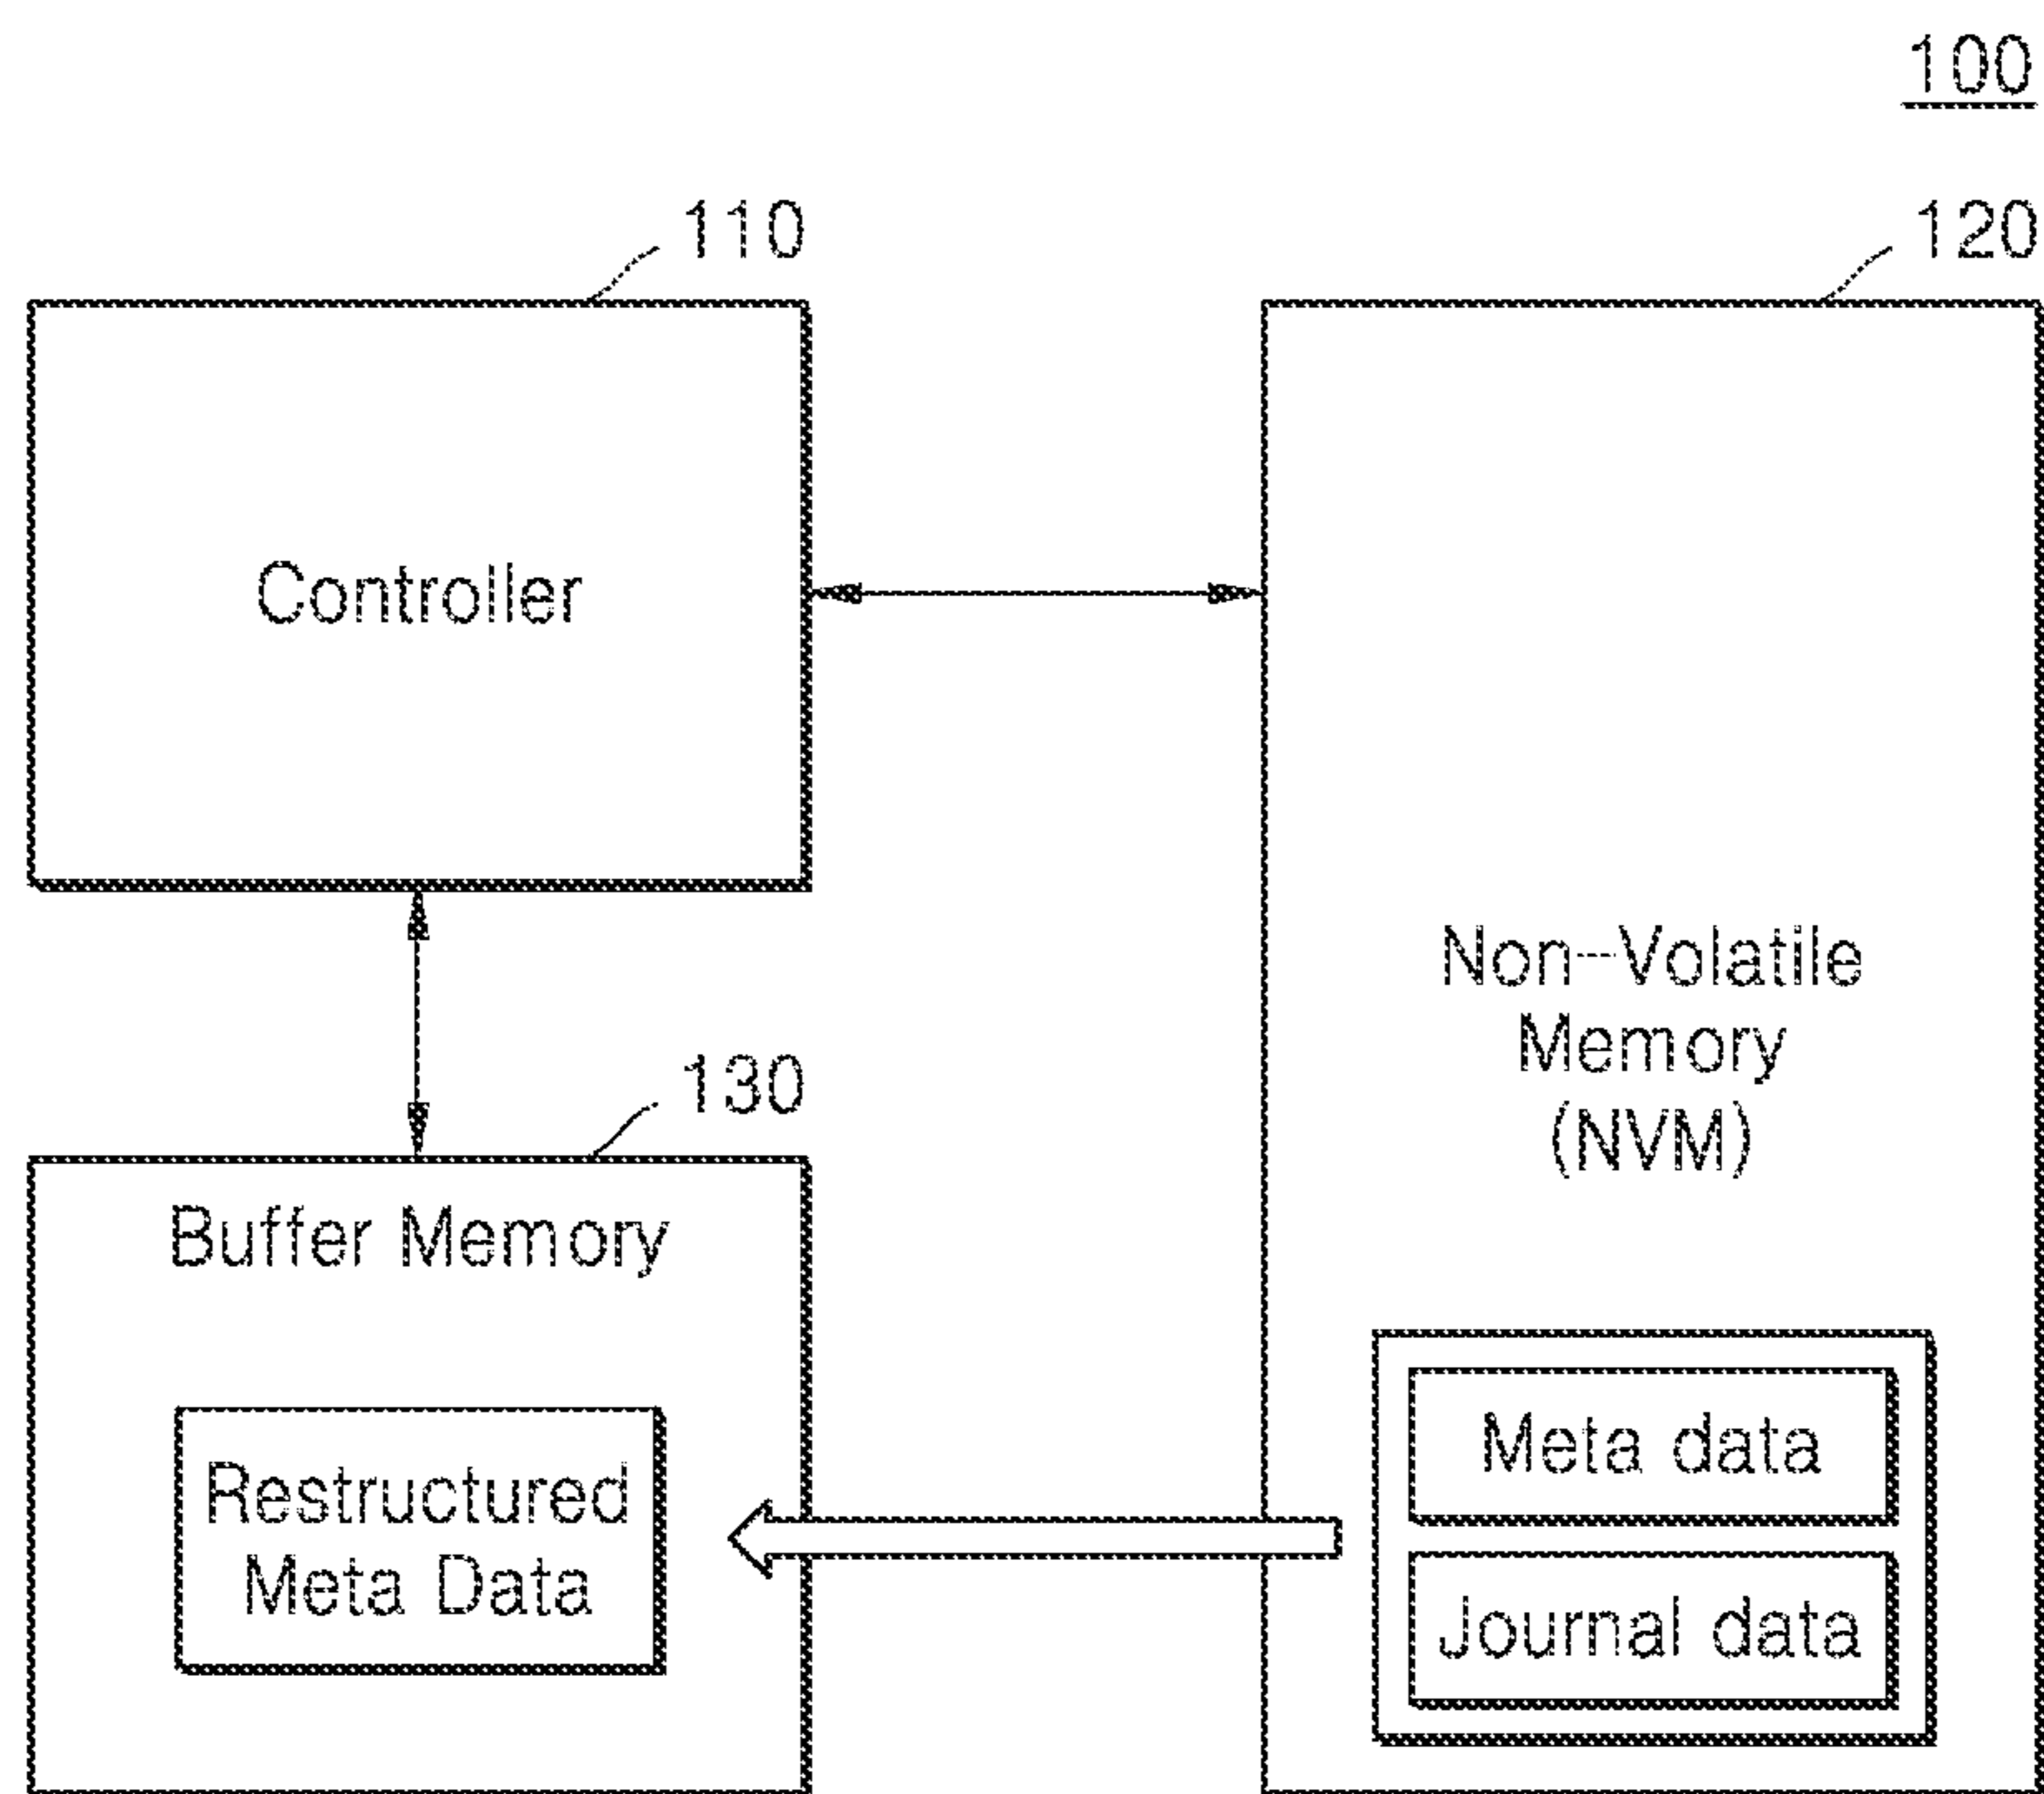 100
110
120
Controller
Non-Volatile
Memory
(NVM)
130
Buffer Memory
Restructured
Meta Data
Meta data
Journal data